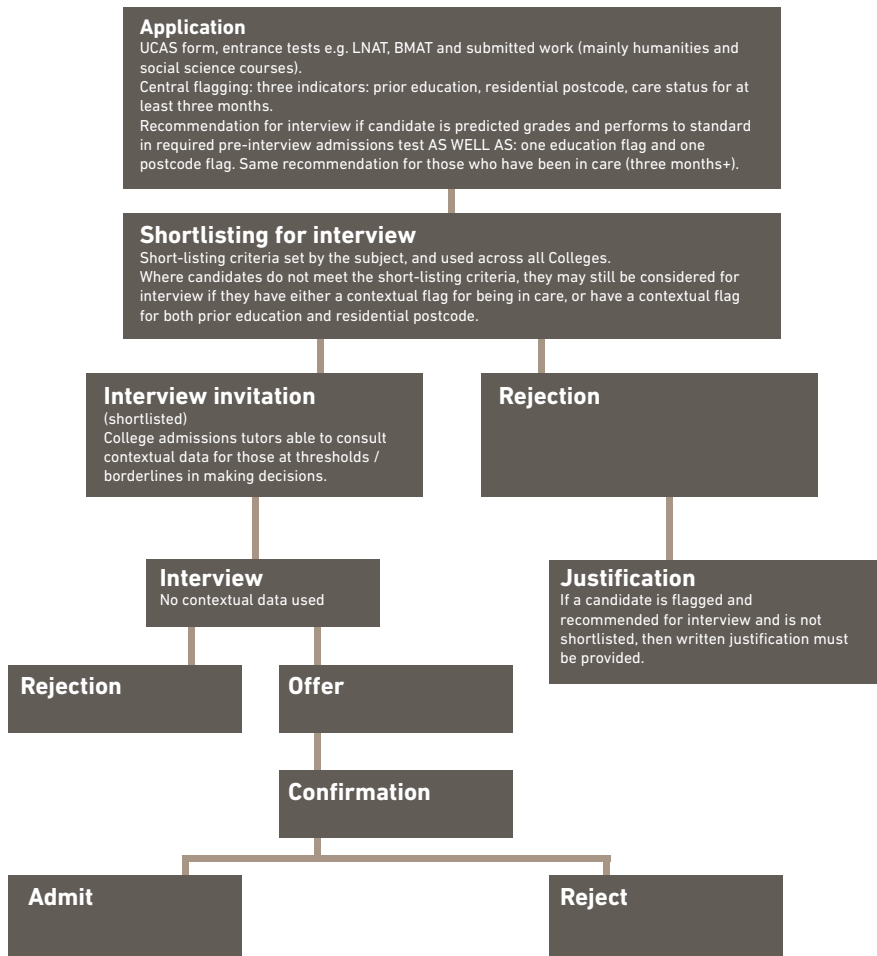 Application
UCAS form, entrance tests e.g. LNAT, BMAT and submitted work (mainly humanities and
social science courses).
Central flagging: three indicators: prior education, residential postcode, care status for at
least three months.
Recommendation for interview if candidate is predicted grades and performs to standard
in required pre-interview admissions test AS WELL AS: one education flag and one
postcode flag. Same recommendation for those who have been in care (three months+).
Shortlisting for interview
Short-listing criteria set by the subject, and used across all Colleges.
Where candidates do not meet the short-listing criteria, they may still be considered for
interview if they have either a contextual flag for being in care, or have a contextual flag
for both prior education and residential postcode.
Interview invitation
(shortlisted)
College admissions tutors able to consult
contextual data for those at thresholds /
borderlines in making decisions.
Rejection
Interview
No contextual data used
Justification
If a candidate is flagged and
recommended for interview and is not
shortlisted, then written justification must
be provided.
Rejection
Offer
Confirmation
Admit
Reject